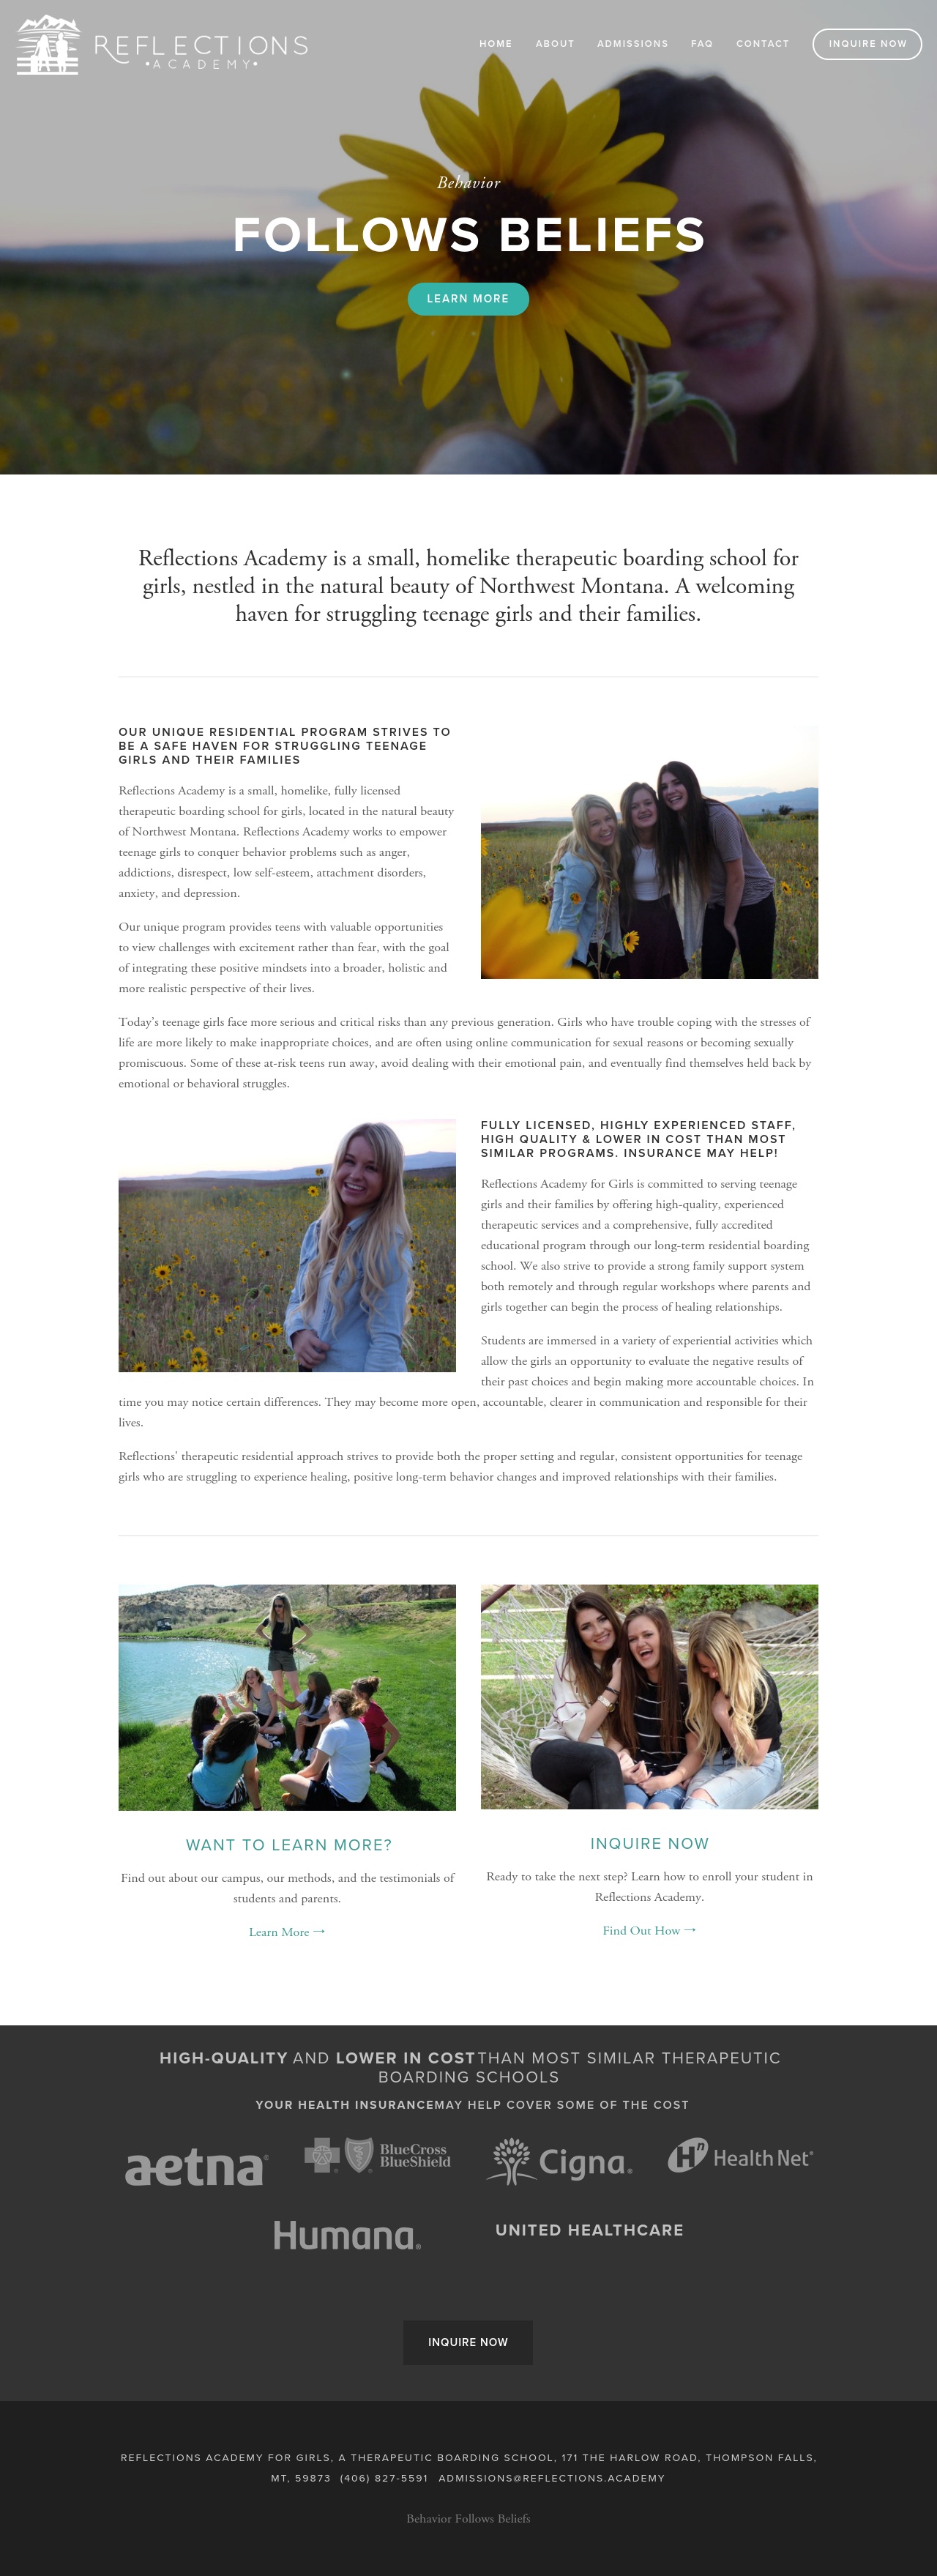 REFLECTIONS
•ACADEMY•
HOME ABOUT ADMISSIONS FAQ CONTACT INQUIRE NOW
Behavior
FOLLOWS BELIEFS
LEARN MORE
Reflections Academy is a small, homelike therapeutic boarding school for
girls, nestled in the natural beauty of Northwest Montana. A welcoming
haven for struggling teenage girls and their families.
OUR UNIQUE RESIDENTIAL PROGRAM STRIVES TO
BE A SAFE HAVEN FOR STRUGGLING TEENAGE
GIRLS AND THEIR FAMILIES
Reflections Academy is a small, homelike, fully licensed
therapeutic boarding school for girls, located in the natural beauty
of Northwest Montana. Reflections Academy works to empower
teenage girls to conquer behavior problems such as anger,
addictions, disrespect, low self-esteem, attachment disorders,
anxiety, and depression.
Our unique program provides teens with valuable opportunities
to view challenges with excitement rather than fear, with the goal
of integrating these positive mindsets into a broader, holistic and
more realistic perspective of their lives.
Today's teenage girls face more serious and critical risks than any previous generation. Girls who have trouble coping with the stresses of
life are more likely to make inappropriate choices, and are often using online communication for sexual reasons or becoming sexually
promiscuous. Some of these at-risk teens run away, avoid dealing with their emotional pain, and eventually find themselves held back by
emotional or behavioral struggles.
FULLY LICENSED, HIGHLY EXPERIENCED STAFF,
HIGH QUALITY & LOWER IN COST THAN MOST
SIMILAR PROGRAMS. INSURANCE MAY HELP!
Reflections Academy for Girls is committed to serving teenage
girls and their families by offering high-quality, experienced
therapeutic services and a comprehensive, fully accredited
educational program through our long-term residential boarding
school. We also strive to provide a strong family support system
both remotely and through regular workshops where parents and
girls together can begin the process of healing relationships.
Students are immersed in a variety of experiential activities which
allow the girls an opportunity to evaluate the negative results of
their past choices and begin making more accountable choices. In
time you may notice certain differences. They may become more open, accountable, clearer in communication and responsible for their
lives.
Reflections' therapeutic residential approach strives to provide both the proper setting and regular, consistent opportunities for teenage
girls who are struggling to experience healing, positive long-term behavior changes and improved relationships with their families.
WANT TO LEARN MORE?
Find out about our campus, our methods, and the testimonials of
students and parents.
Learn More →
INQUIRE NOW
Ready to take the next step? Learn how to enroll your student in
Reflections Academy.
Find Out How →
HIGH-QUALITY AND LOWER IN COSTTHAN MOST SIMILAR THERAPEUTIC
BOARDING SCHOOLS
YOUR HEALTH INSURANCEMAY HELP COVER SOME OF THE COST
aetna®
BlueCross
BlueShield
Cigna®
Health Net®
Humana®
UNITED HEALTHCARE
INQUIRE NOW
REFLECTIONS ACADEMY FOR GIRLS, A THERAPEUTIC BOARDING SCHOOL, 171 THE HARLOW ROAD, THOMPSON FALLS,
MT, 59873 (406) 827-5591 ADMISSIONS@REFLECTIONS.ACADEMY
Behavior Follows Beliefs